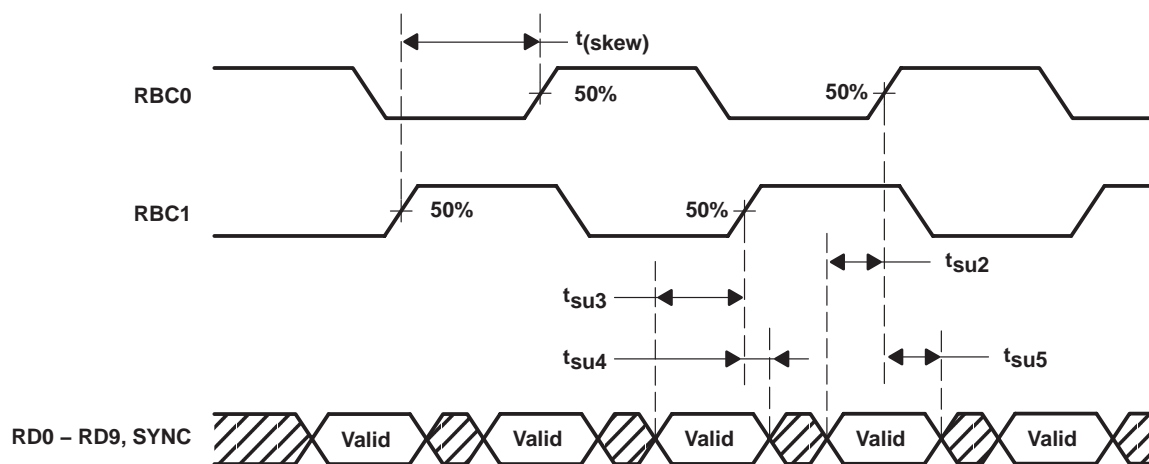 t(skew)
RBC0
50%
50%
RBC1
50%
50%
tsu2
tsu3
tsu4
tsu5
RD0 – RD9, SYNC
Valid
Valid
Valid
Valid
Valid